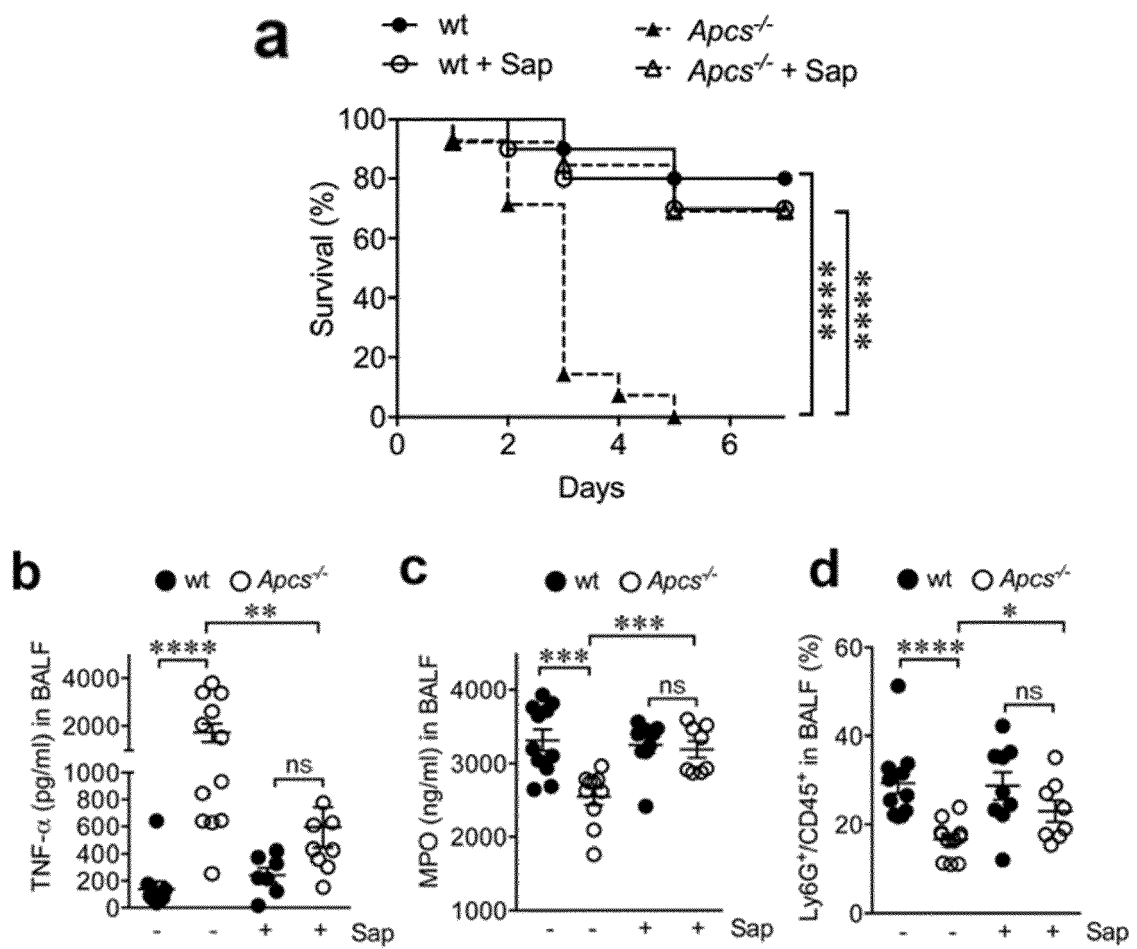 a
wt
Apcs-/-
wt + Sap
Apcs-/- + Sap
100
80
60
40
20
0
Survival (%)
0 2 4 6
Days
****
****
b
wt Apcs-/-
**
****
ns
TNF-α (pg/ml) in BALF
4000
2000
1000
800
600
400
200
0
- - + + Sap
c
wt Apcs-/-
***
***
ns
MPO (ng/ml) in BALF
4000
3000
2000
1000
- - + + Sap
d
wt Apcs-/-
*
****
ns
Ly6G+/CD45+ in BALF (%)
60
40
20
0
- - + + Sap